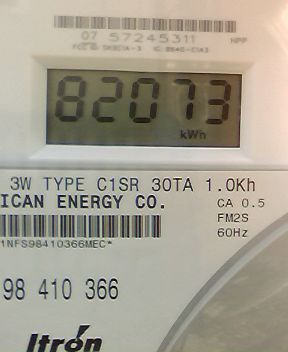 07 57245311
HPP
82073
kWh
3W TYPE C1SR 30TA 1.0Kh
ICAN ENERGY CO.
CA 0.5
FM2S
60Hz
1NFS98410366MEC*
98 410 366
Itron